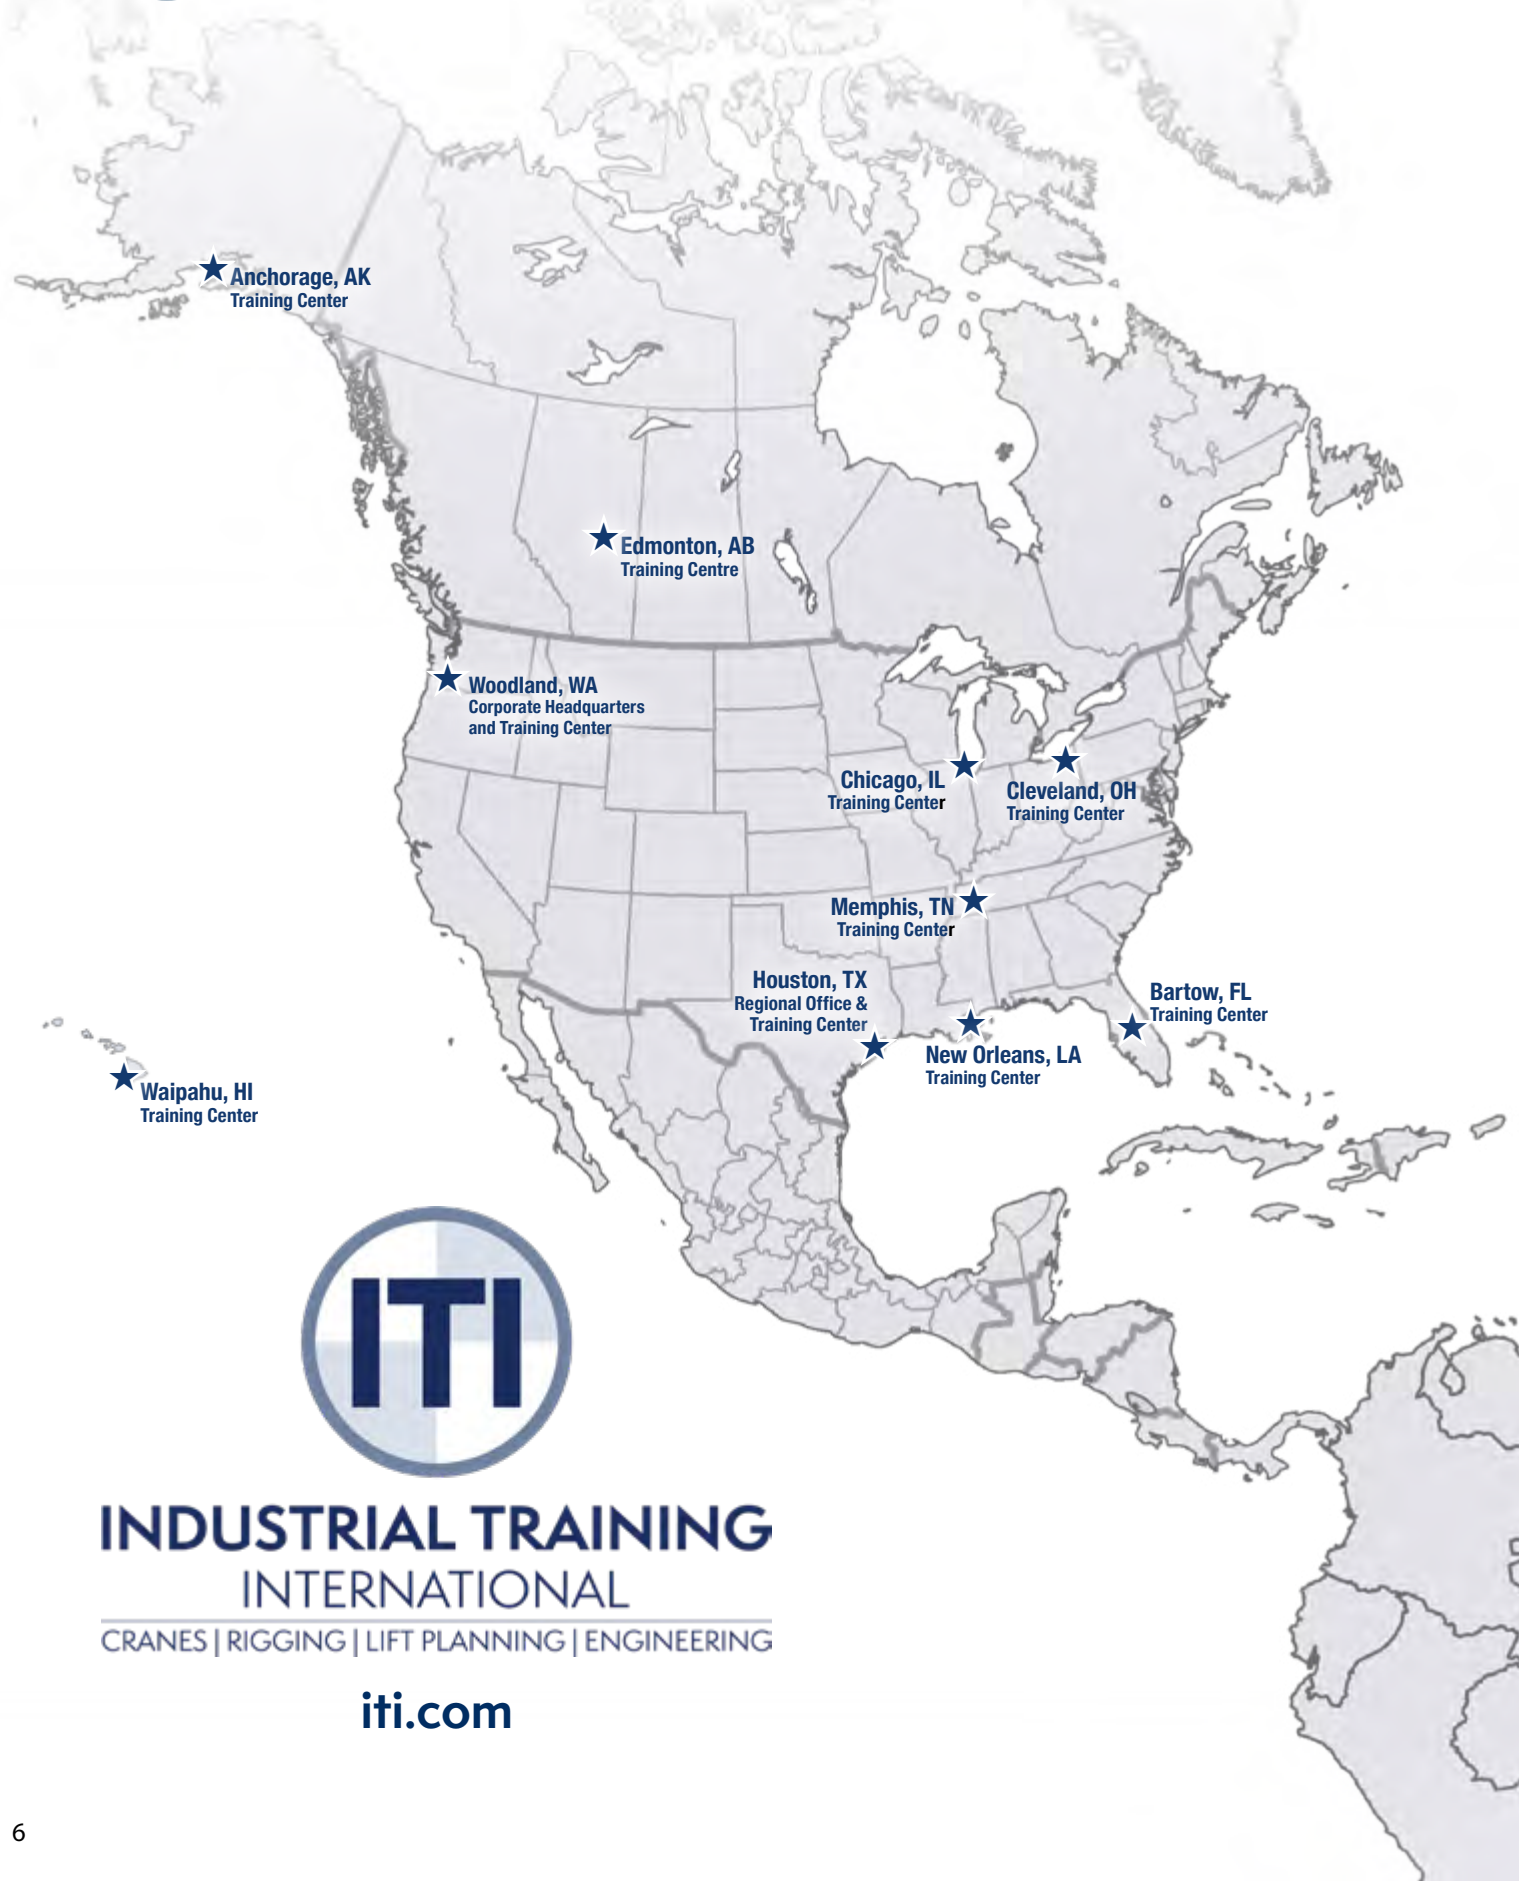 Anchorage, AK
Training Center
Edmonton, AB
Training Centre
Woodland, WA
Corporate Headquarters
and Training Center
Chicago, IL
Training Center
Cleveland, OH
Training Center
Memphis, TN
Training Center
Houston, TX
Regional Office &
Training Center
Bartow, FL
Training Center
New Orleans, LA
Training Center
Waipahu, HI
Training Center
ITI
INDUSTRIAL TRAINING
INTERNATIONAL
CRANES | RIGGING | LIFT PLANNING | ENGINEERING
iti.com
6